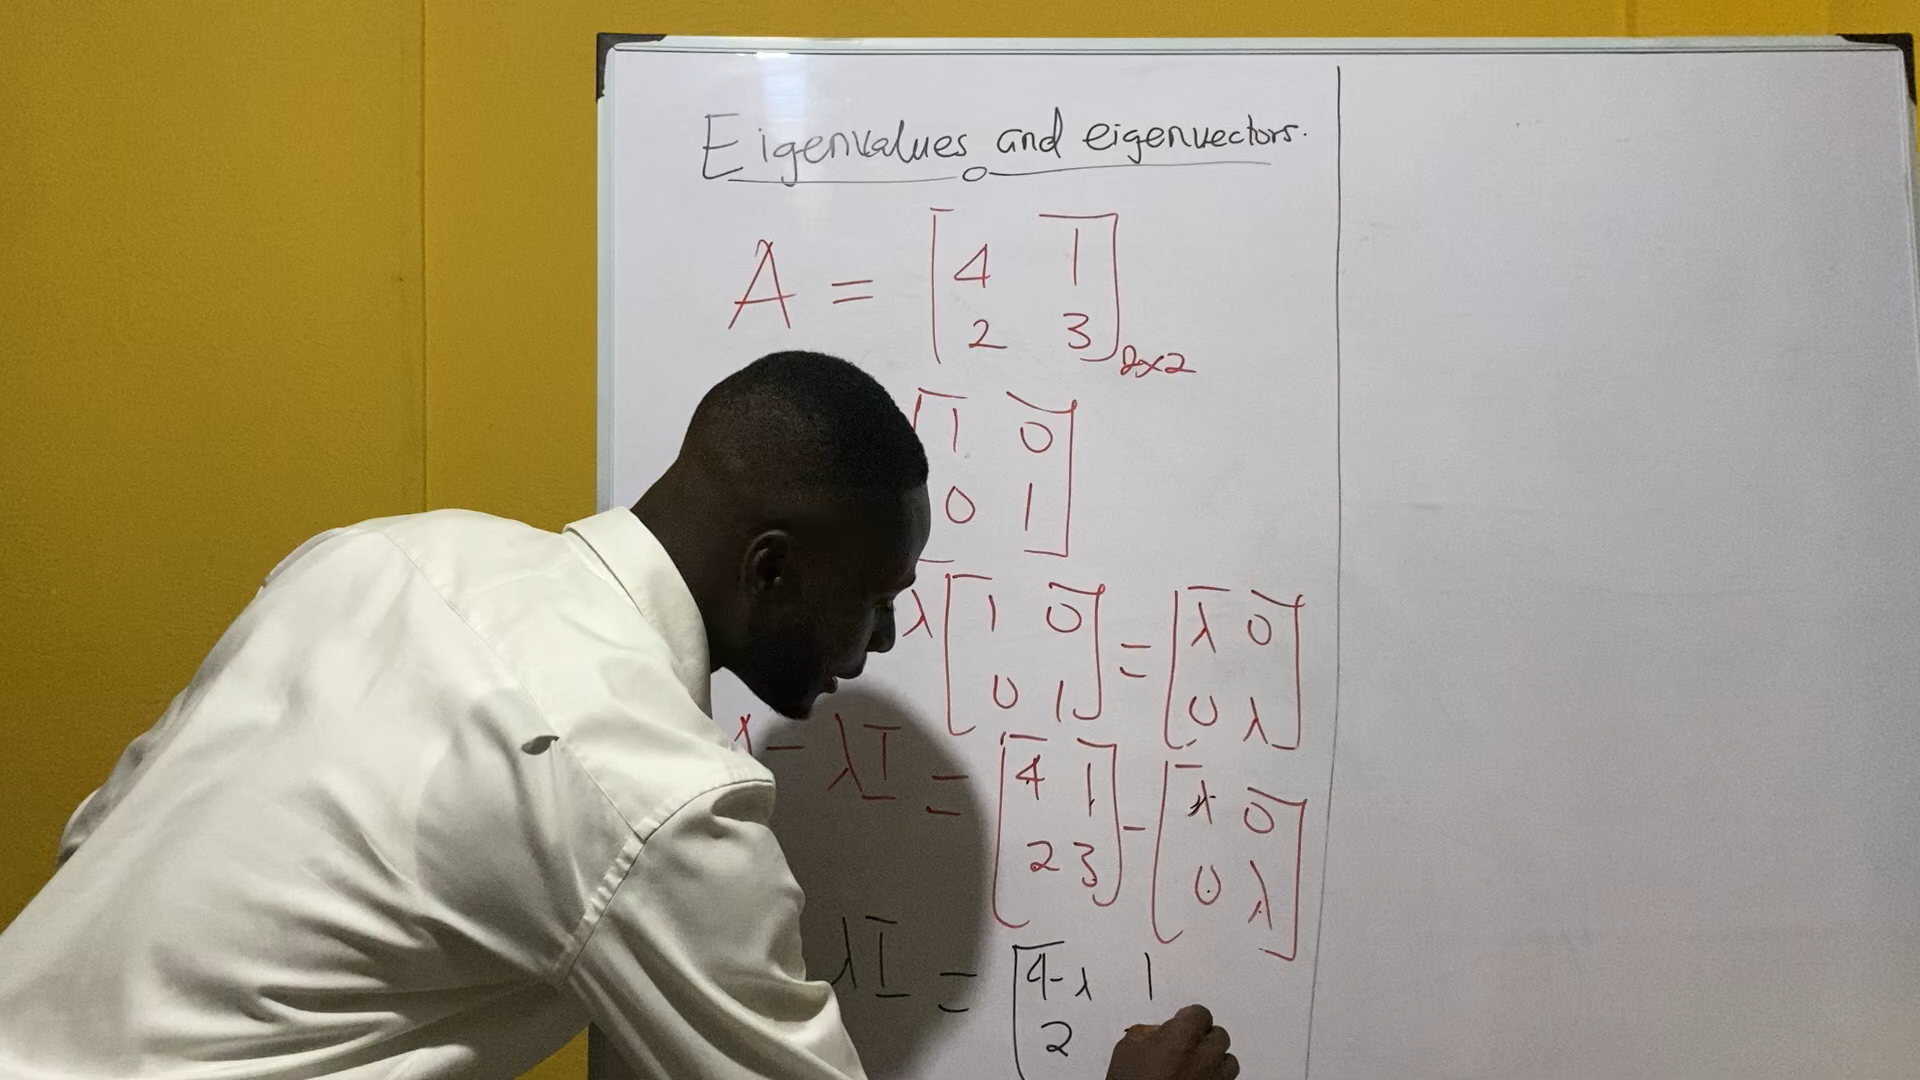 Eigenvalues and eigenvectors.
A = [4 1
2 3]2x2
[1 0
0 1]
λ[1 0
0 1] = [λ 0
0 λ]
A - λI = [4 1
2 3] - [λ 0
0 λ]
λI = [4-λ 1
2